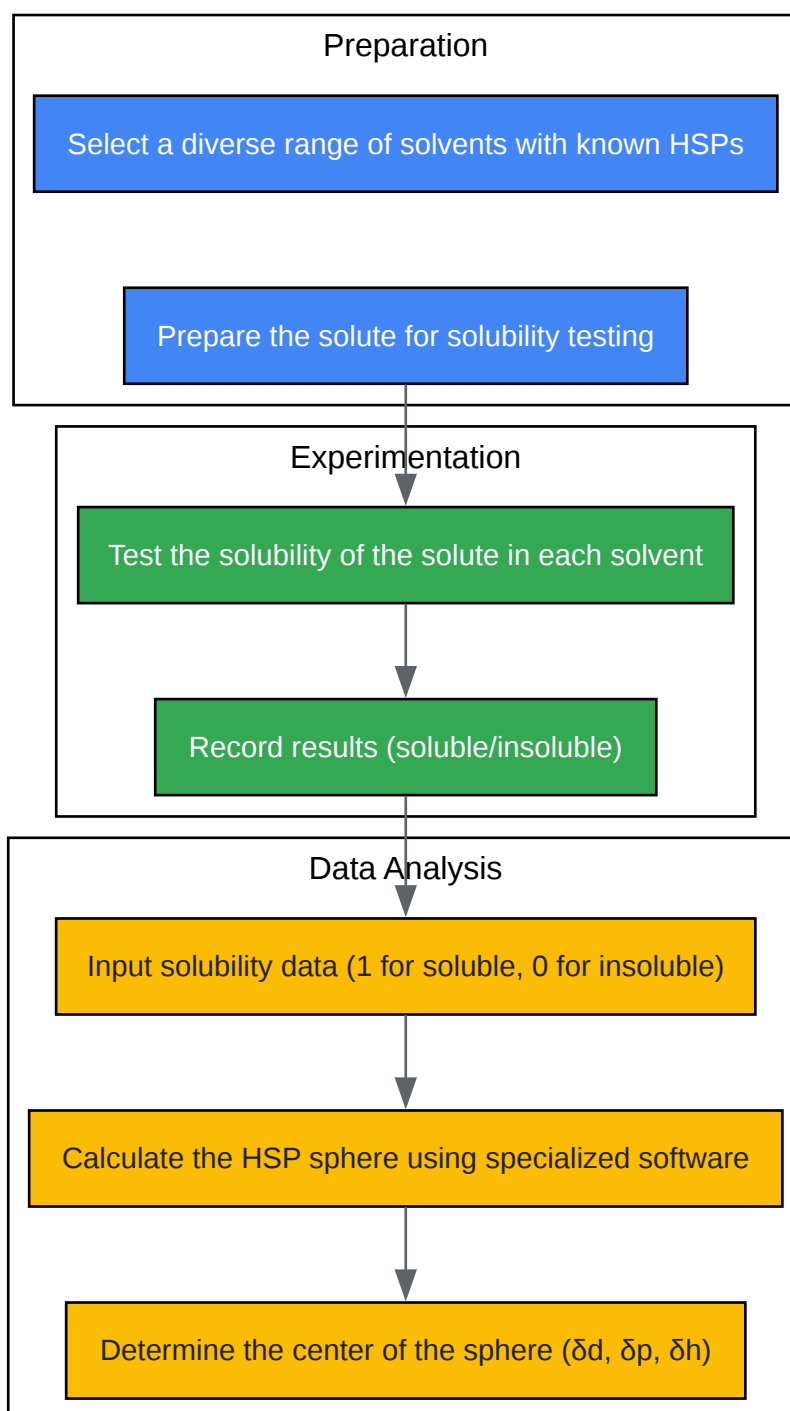 Preparation
Select a diverse range of solvents with known HSPs
Prepare the solute for solubility testing
Experimentation
Test the solubility of the solute in each solvent
Record results (soluble/insoluble)
Data Analysis
Input solubility data (1 for soluble, 0 for insoluble)
Calculate the HSP sphere using specialized software
Determine the center of the sphere (δd, δp, δh)